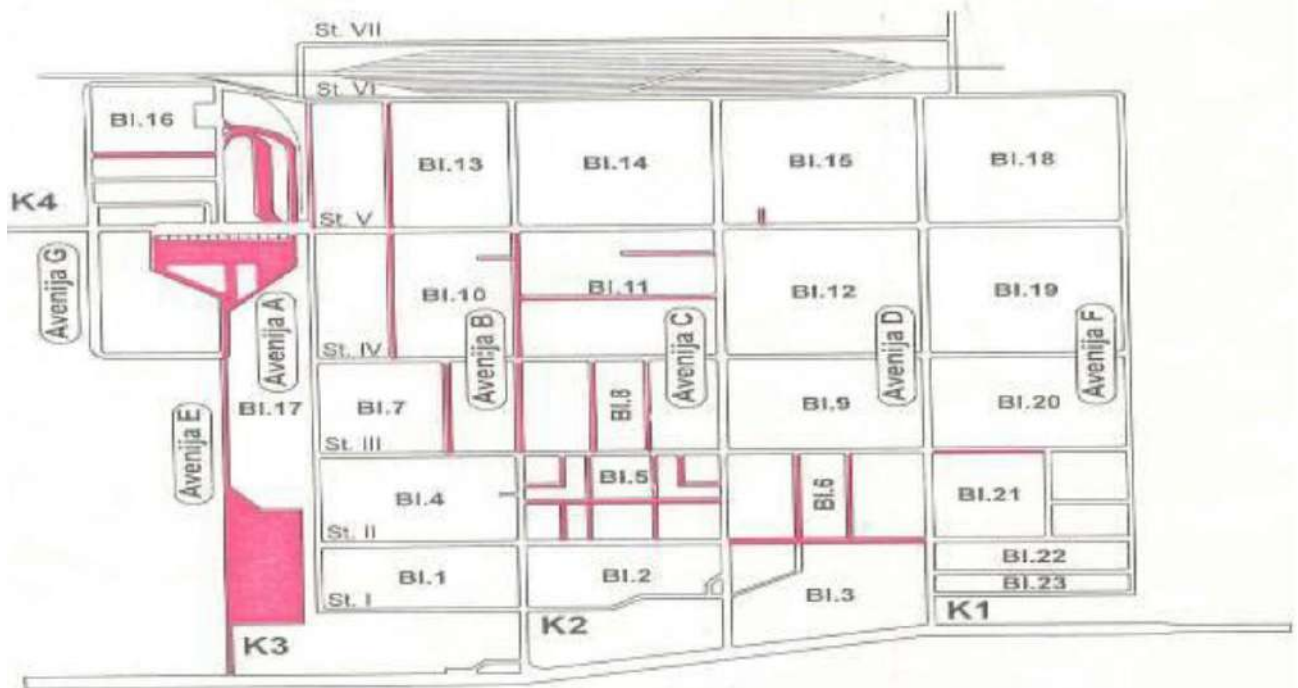 St. VII
St. VI
Bl.16
Bl.13
Bl.14
Bl.15
Bl.18
K4
St. V
Avenija G
Avenija A
Bl.10
Avenija B
Bl.11
Avenija C
Bl.12
Avenija D
Bl.19
Avenija F
St. IV
Avenija E
Bl.17
Bl.7
Bl.8
Bl.9
Bl.20
St. III
Bl.4
Bl.5
Bl.6
Bl.21
St. II
Bl.1
Bl.2
Bl.3
Bl.22
Bl.23
St. I
K3
K2
K1